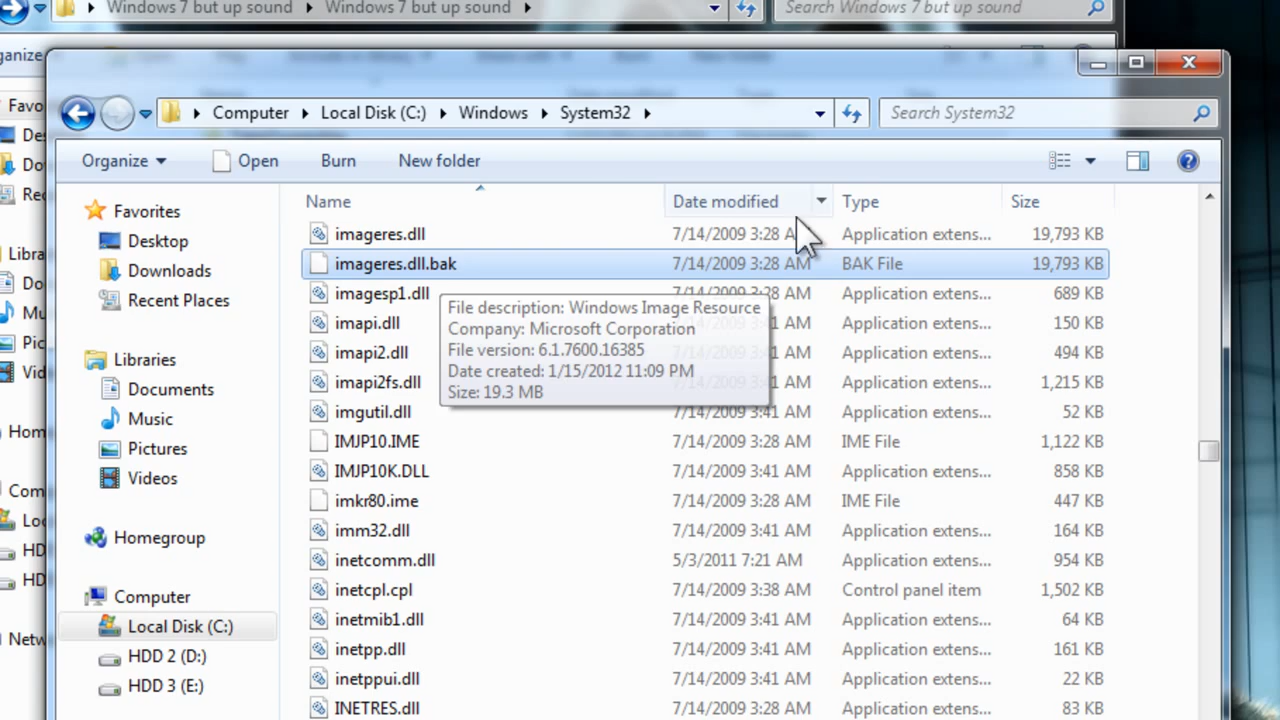 Windows 7 but up sound Windows 7 but up sound Search Windows 7 but up sound
Computer Local Disk (C:) Windows System32 Search System32
Organize Open Burn New folder
Favorites
Desktop
Downloads
Recent Places
Libraries
Documents
Music
Pictures
Videos
Homegroup
Computer
Local Disk (C:)
HDD 2 (D:)
HDD 3 (E:)
Name Date modified Type Size
imageres.dll 7/14/2009 3:28 Application extens... 19,793 KB
imageres.dll.bak 7/14/2009 3:28 AM BAK File 19,793 KB
imagesp1.dll 7/14/2009 3:28 AM Application extens... 689 KB
imapi.dll 1 AM Application extens... 150 KB
imapi2.dll 1 AM Application extens... 494 KB
imapi2fs.dll 1 AM Application extens... 1,215 KB
imgutil.dll 7/14/2009 3:41 AM Application extens... 52 KB
IMJP10.IME 7/14/2009 3:28 AM IME File 1,122 KB
IMJP10K.DLL 7/14/2009 3:41 AM Application extens... 858 KB
imkr80.ime 7/14/2009 3:28 AM IME File 447 KB
imm32.dll 7/14/2009 3:41 AM Application extens... 164 KB
inetcomm.dll 5/3/2011 7:21 AM Application extens... 954 KB
inetcpl.cpl 7/14/2009 3:38 AM Control panel item 1,502 KB
inetmib1.dll 7/14/2009 3:41 AM Application extens... 64 KB
inetpp.dll 7/14/2009 3:41 AM Application extens... 161 KB
inetppui.dll 7/14/2009 3:41 AM Application extens... 22 KB
INETRES.dll 7/14/2009 3:28 AM Application extens... 83 KB
File description: Windows Image Resource
Company: Microsoft Corporation
File version: 6.1.7600.16385
Date created: 1/15/2012 11:09 PM
Size: 19.3 MB